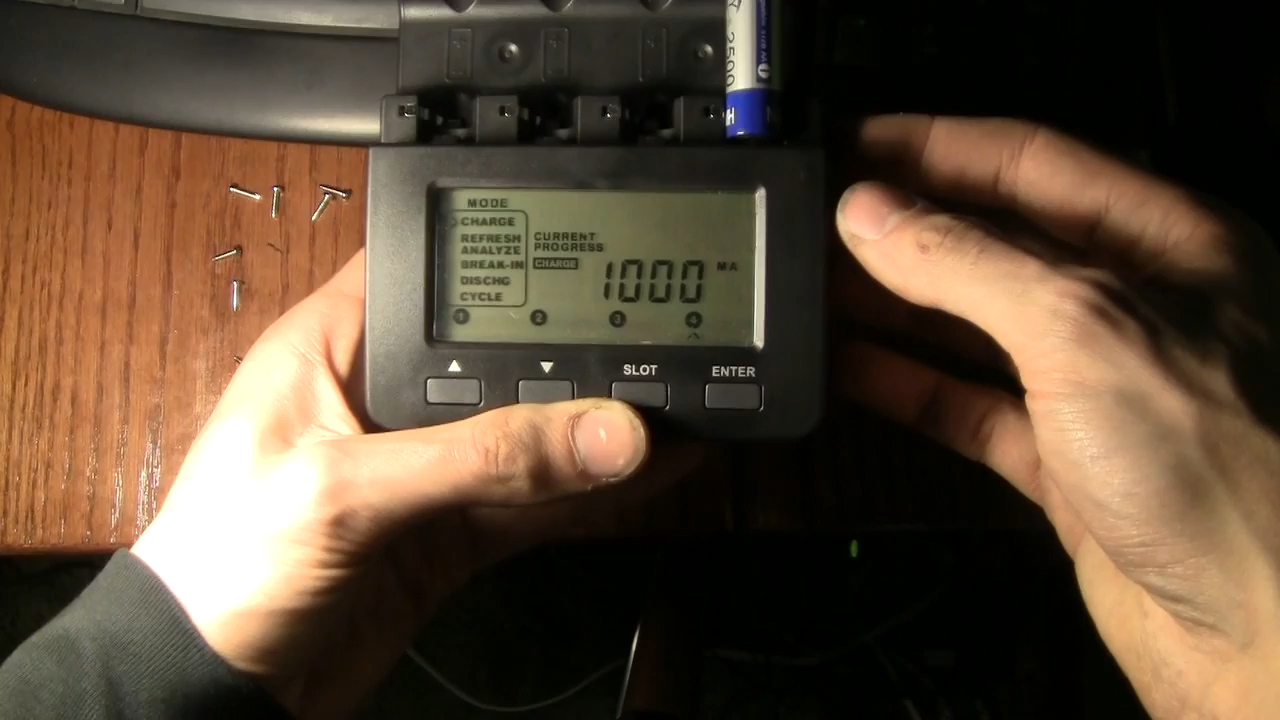 2500
H
MODE
CHARGE
REFRESH
ANALYZE
BREAK-IN
DISCHG
CYCLE
CURRENT
PROGRESS
CHARGE
1000 MA
1 2 3 4
SLOT
ENTER